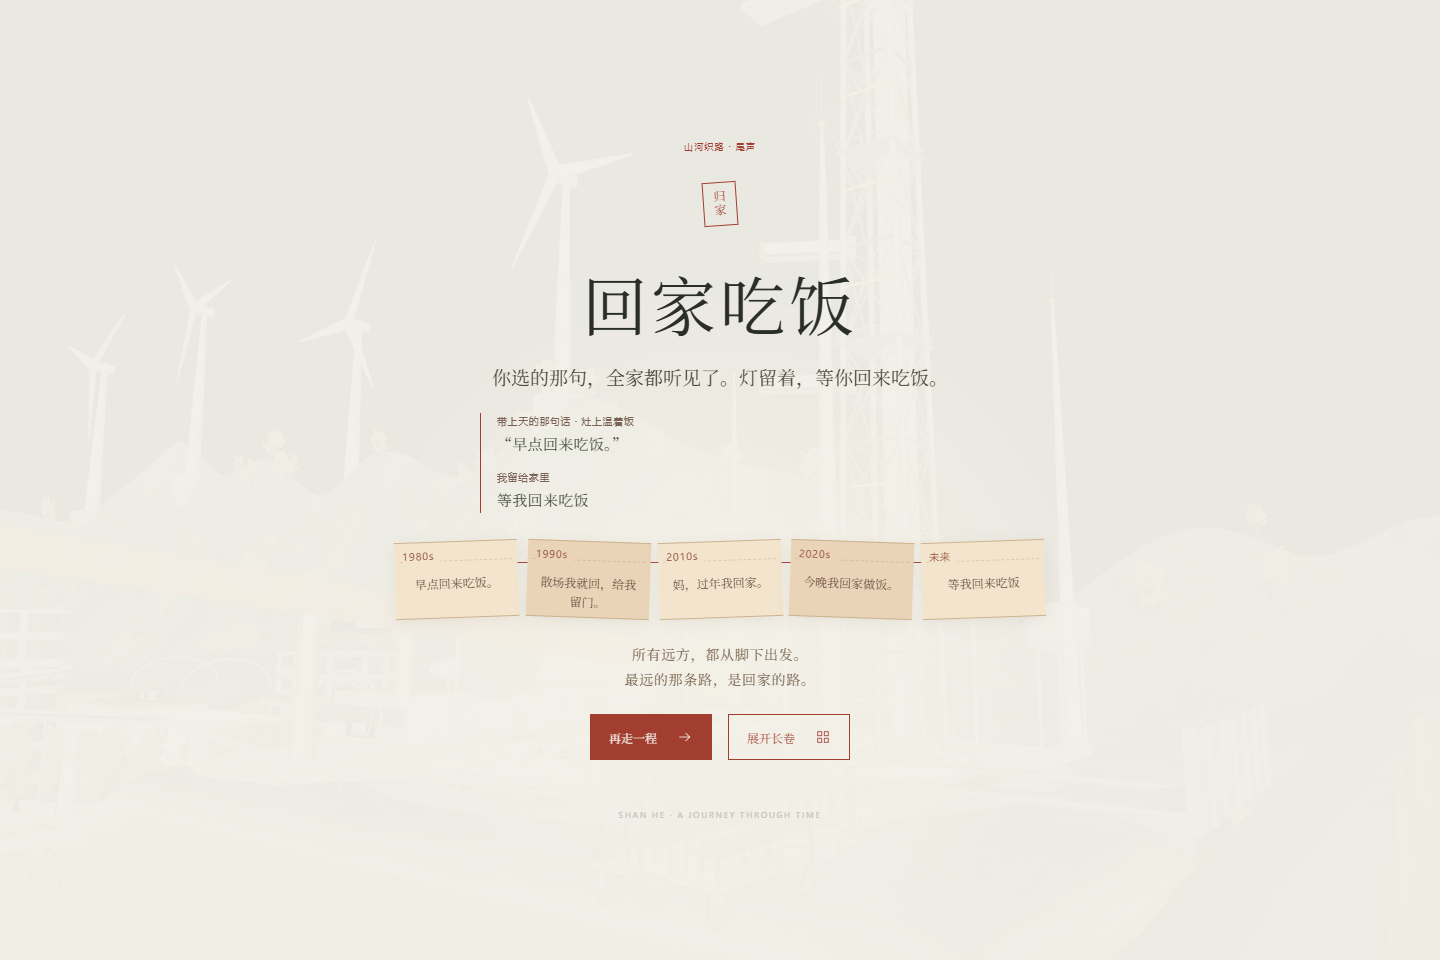 山河织路 · 尾声
归
家
回家吃饭
你选的那句，全家都听见了。灯留着，等你回来吃饭。
带上天的那句话 · 灶上温着饭
“早点回来吃饭。”
我留给家里
等我回来吃饭
1980s
早点回来吃饭。
1990s
散场我就回，给我
留门。
2010s
妈，过年我回家。
2020s
今晚我回家做饭。
未来
等我回来吃饭
所有远方，都从脚下出发。
最远的那条路，是回家的路。
再走一程
展开长卷
SHAN HE · A JOURNEY THROUGH TIME